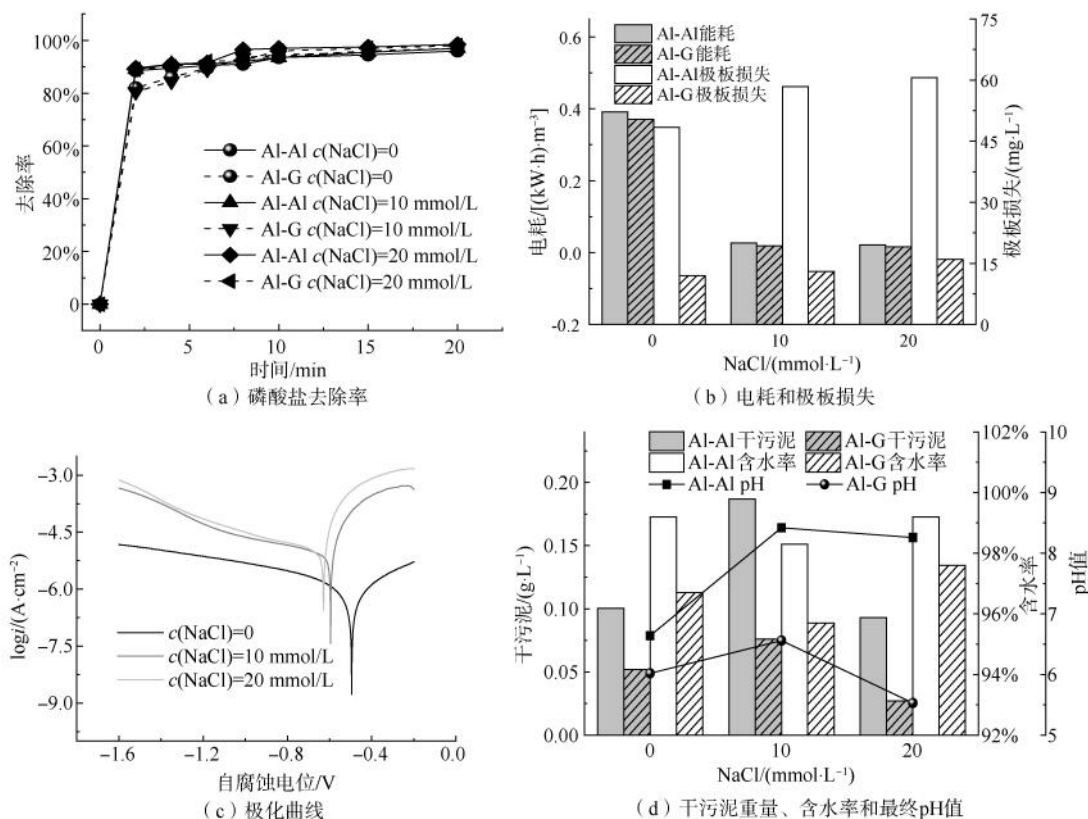 100%
80%
60%
40%
20%
0
去除率
Al-Al c(NaCl)=0
Al-G c(NaCl)=0
Al-Al c(NaCl)=10 mmol/L
Al-G c(NaCl)=10 mmol/L
Al-Al c(NaCl)=20 mmol/L
Al-G c(NaCl)=20 mmol/L
0 5 10 15 20
时间/min
（a）磷酸盐去除率
0.6
0.4
0.2
0.0
-0.2
电耗/[(kW·h)·m⁻³]
Al-Al能耗
Al-G能耗
Al-Al极板损失
Al-G极板损失
75
60
45
30
15
0
极板损失/(mg·L⁻¹)
0 10 20
NaCl/(mmol·L⁻¹)
（b）电耗和极板损失
-3.0
-4.5
-6.0
-7.5
-9.0
logi/(A·cm⁻²)
c(NaCl)=0
c(NaCl)=10 mmol/L
c(NaCl)=20 mmol/L
-1.6 -1.2 -0.8 -0.4 0.0
自腐蚀电位/V
（c）极化曲线
0.20
0.15
0.10
0.05
0.00
干污泥/(g·L⁻¹)
Al-Al干污泥 Al-G干污泥
Al-Al含水率 Al-G含水率
Al-Al pH Al-G pH
102%
100%
98%
96%
94%
92%
含水率
10
9
8
7
6
5
pH值
0 10 20
NaCl/(mmol·L⁻¹)
（d）干污泥重量、含水率和最终pH值